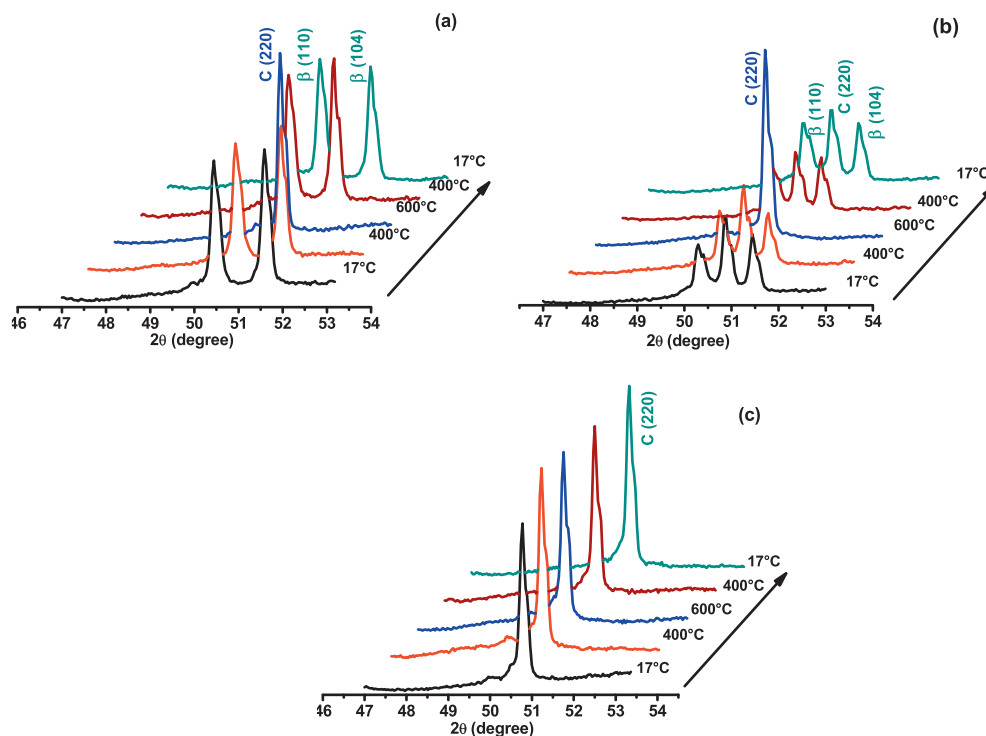 (a)
C (220)
β (110)
β (104)
17°C
400°C
600°C
400°C
17°C
46 47 48 49 50 51 52 53 54
2θ (degree)
(b)
C (220)
β (110)
C (220)
β (104)
17°C
400°C
600°C
400°C
17°C
47 48 49 50 51 52 53 54
2θ (degree)
(c)
C (220)
17°C
400°C
600°C
400°C
17°C
46 47 48 49 50 51 52 53 54
2θ (degree)